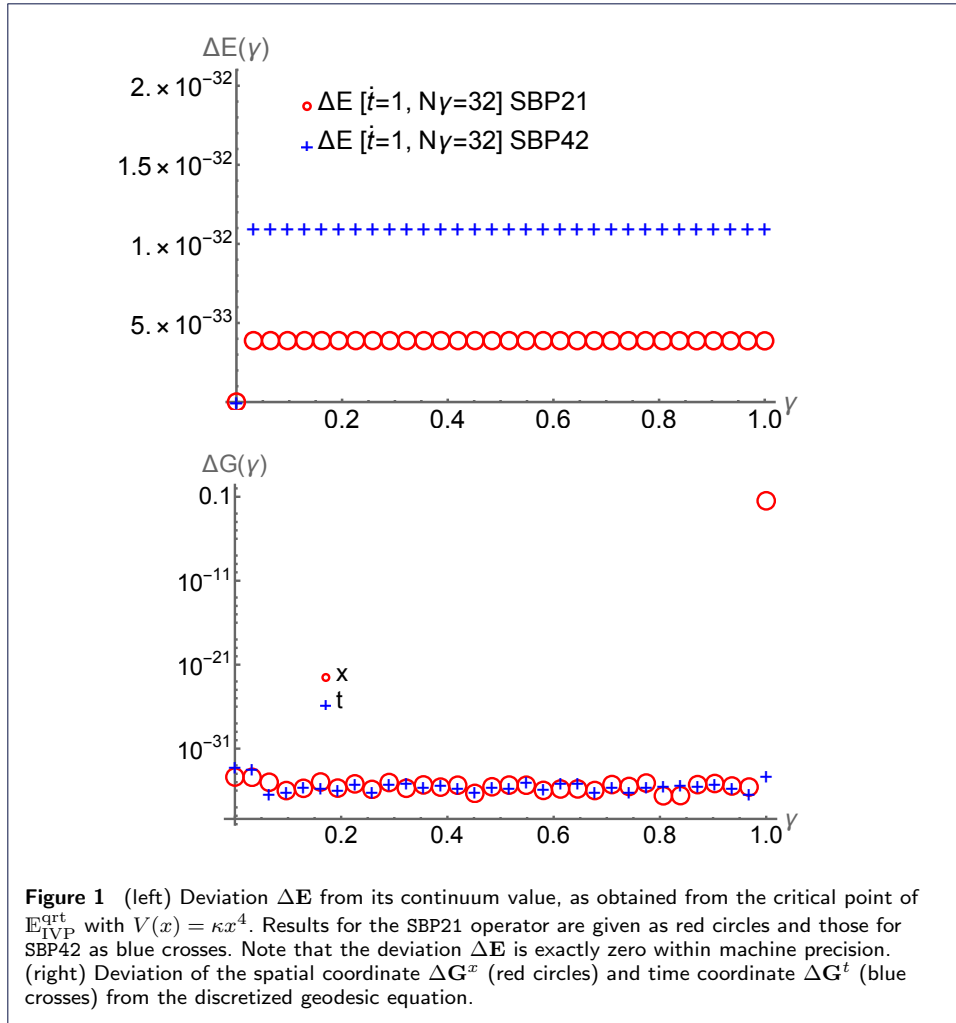 ΔE(γ)
2. × 10⁻³²
ΔE [ṫ=1, Nγ=32] SBP21
ΔE [ṫ=1, Nγ=32] SBP42
1.5 × 10⁻³²
1. × 10⁻³²
5. × 10⁻³³
0.2 0.4 0.6 0.8 1.0 γ
ΔG(γ)
0.1
10⁻¹¹
10⁻²¹
x
t
10⁻³¹
0.2 0.4 0.6 0.8 1.0 γ
Figure 1 (left) Deviation ΔE from its continuum value, as obtained from the critical point of
𝔼^qrt_IVP with V(x) = κx⁴. Results for the SBP21 operator are given as red circles and those for
SBP42 as blue crosses. Note that the deviation ΔE is exactly zero within machine precision.
(right) Deviation of the spatial coordinate ΔGˣ (red circles) and time coordinate ΔGᵗ (blue
crosses) from the discretized geodesic equation.